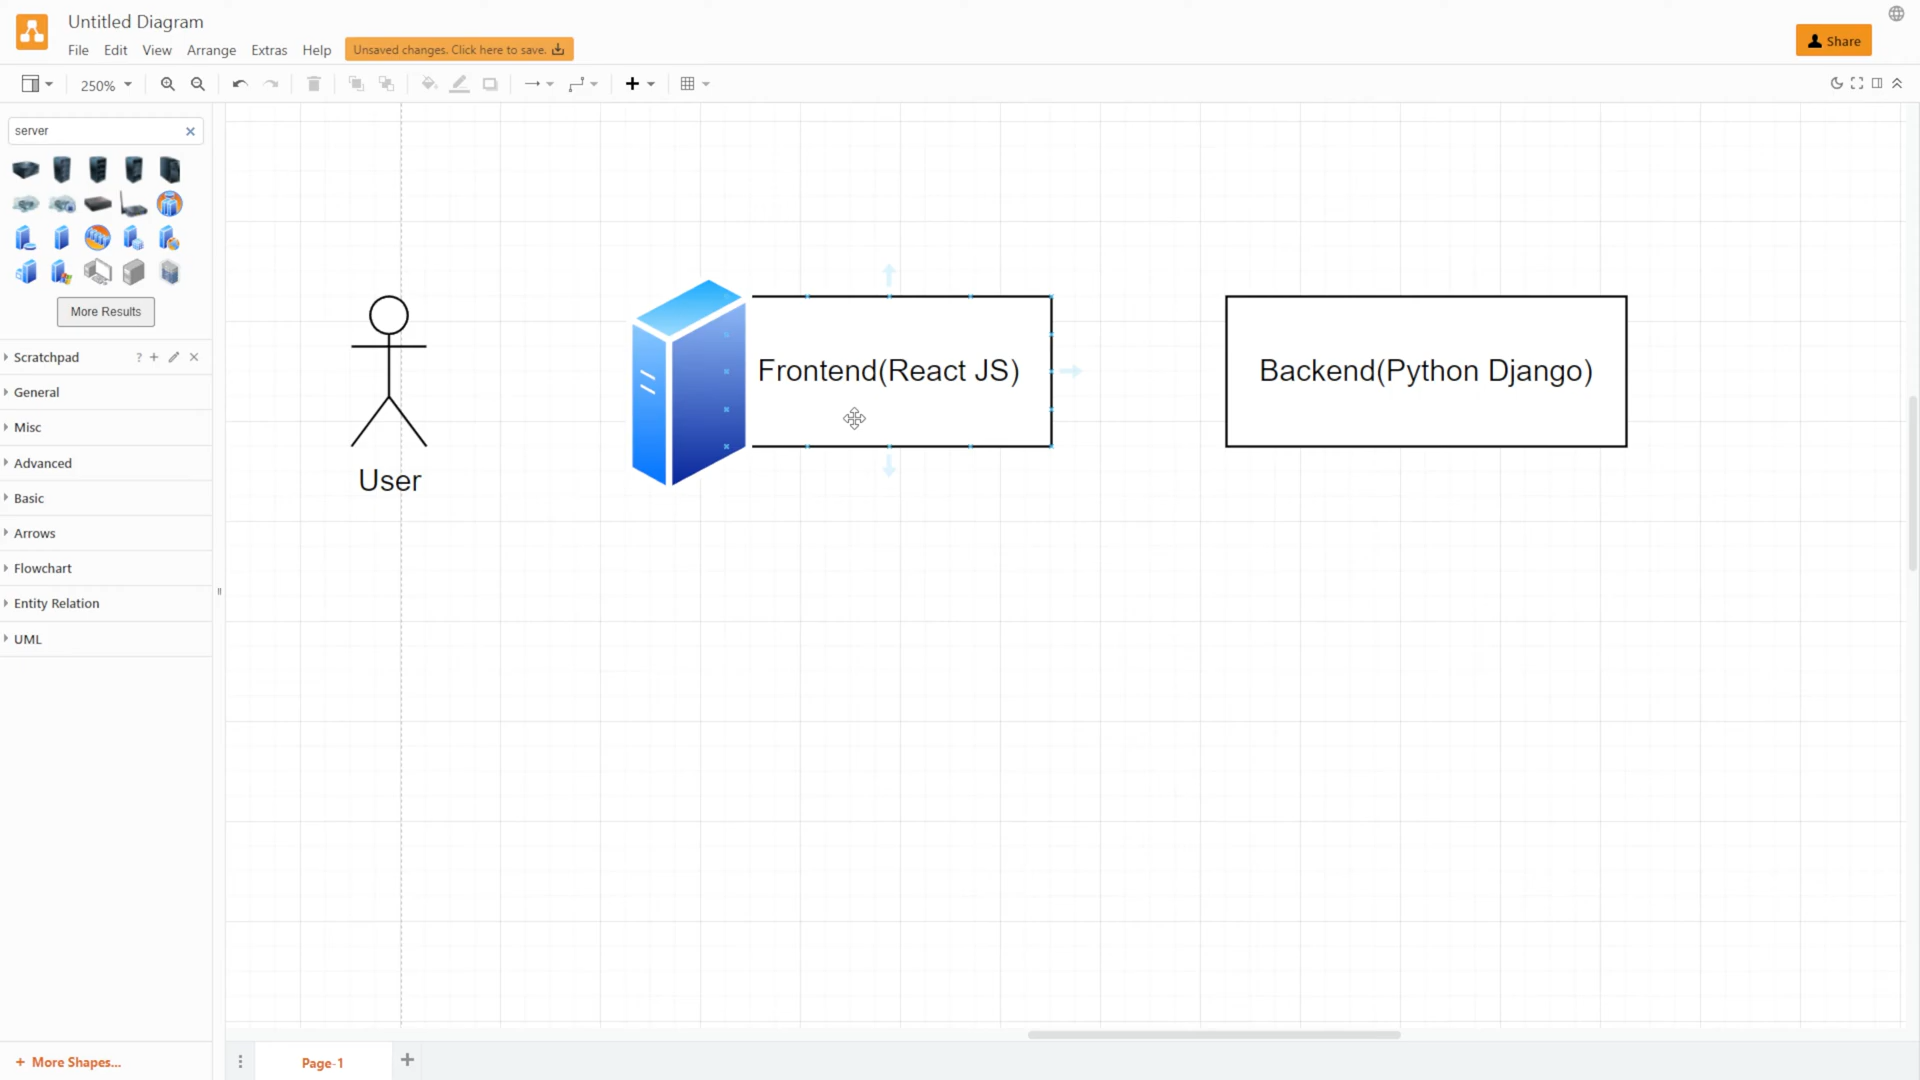 Untitled Diagram
File Edit View Arrange Extras Help Unsaved changes. Click here to save.
Share
250%
server
More Results
Scratchpad ?
General
Misc
Advanced
Basic
Arrows
Flowchart
Entity Relation
UML
Frontend(React JS)
Backend(Python Django)
User
+ More Shapes...
Page-1